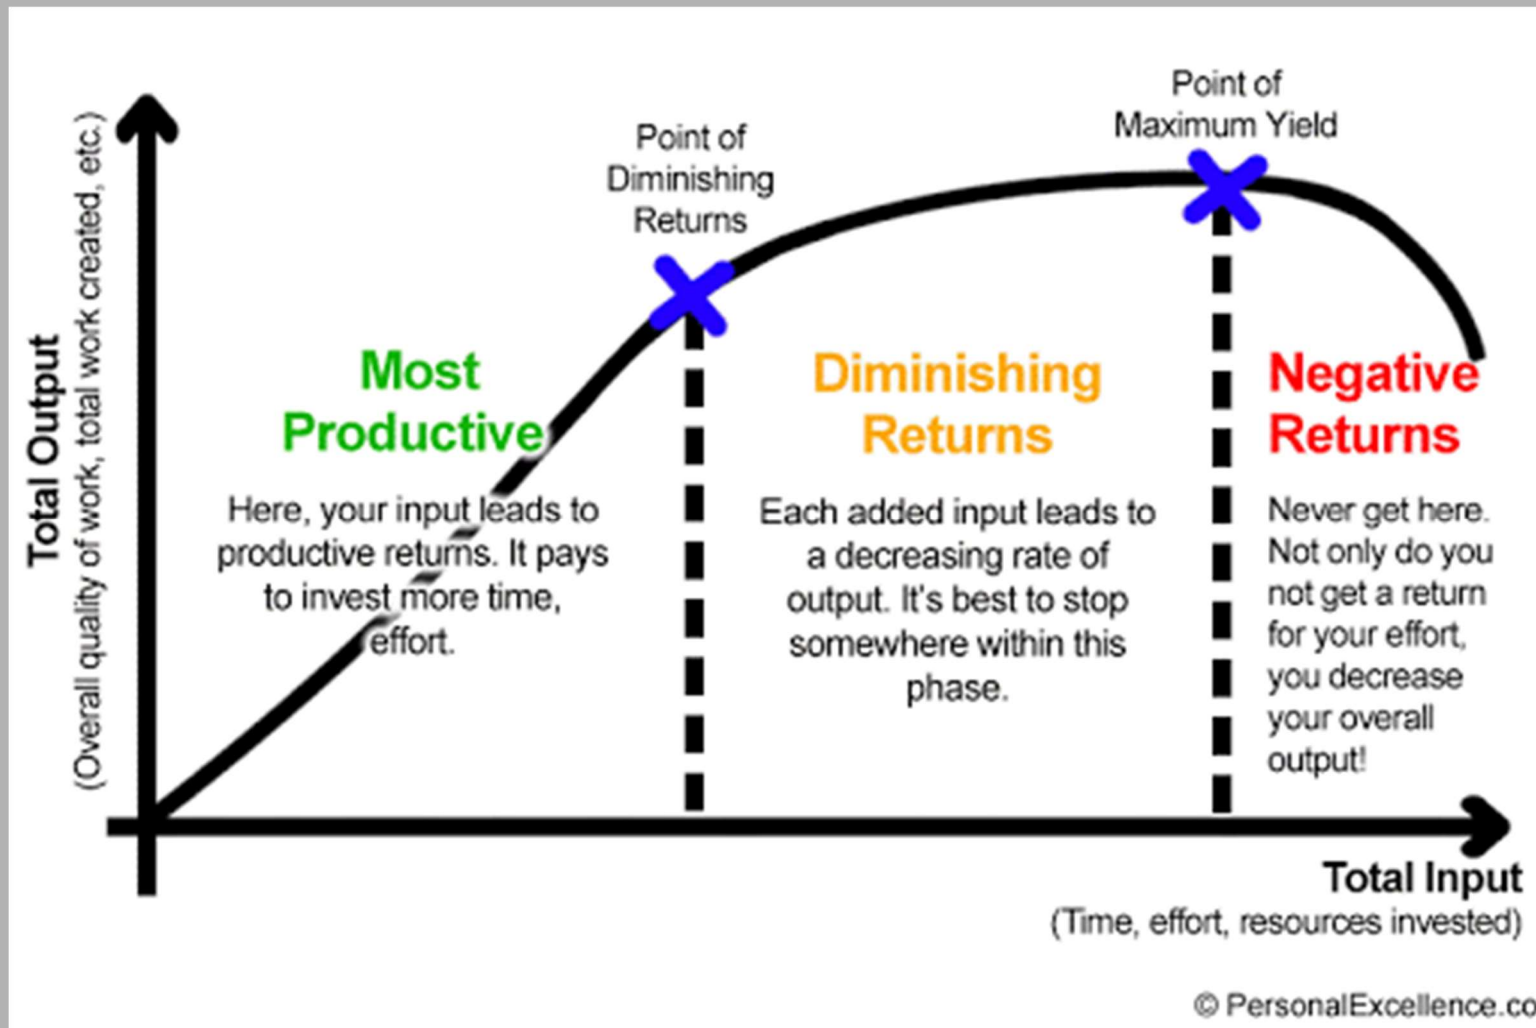 Point of
Maximum Yield
Point of
Diminishing
Returns
Total Output
(Overall quality of work, total work created, etc.)
Most
Productive
Here, your input leads to
productive returns. It pays
to invest more time,
effort.
Diminishing
Returns
Each added input leads to
a decreasing rate of
output. It's best to stop
somewhere within this
phase.
Negative
Returns
Never get here.
Not only do you
not get a return
for your effort,
you decrease
your overall
output!
Total Input
(Time, effort, resources invested)
© PersonalExcellence.co